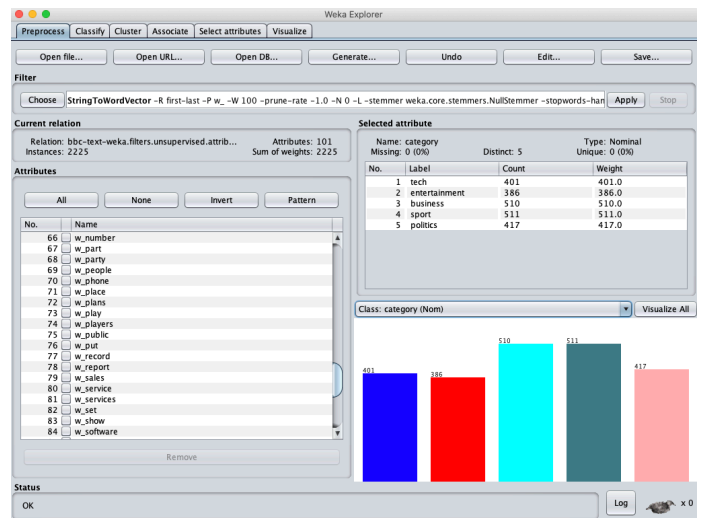 Weka Explorer
Preprocess Classify Cluster Associate Select attributes Visualize
Open file... Open URL... Open DB... Generate... Undo Edit... Save...
Filter
Choose StringToWordVector -R first-last -P w_ -W 100 -prune-rate -1.0 -N 0 -L -stemmer weka.core.stemmers.NullStemmer -stopwords-han Apply Stop
Current relation
Relation: bbc-text-weka.filters.unsupervised.attrib... Attributes: 101
Instances: 2225 Sum of weights: 2225
Attributes
All None Invert Pattern
No. Name
66 w_number
67 w_part
68 w_party
69 w_people
70 w_phone
71 w_place
72 w_plans
73 w_play
74 w_players
75 w_public
76 w_put
77 w_record
78 w_report
79 w_sales
80 w_service
81 w_services
82 w_set
83 w_show
84 w_software
Remove
Selected attribute
Name: category Type: Nominal
Missing: 0 (0%) Distinct: 5 Unique: 0 (0%)
No. Label Count Weight
1 tech 401 401.0
2 entertainment 386 386.0
3 business 510 510.0
4 sport 511 511.0
5 politics 417 417.0
Class: category (Nom) Visualize All
401 386 510 511 417
Status
OK Log x 0